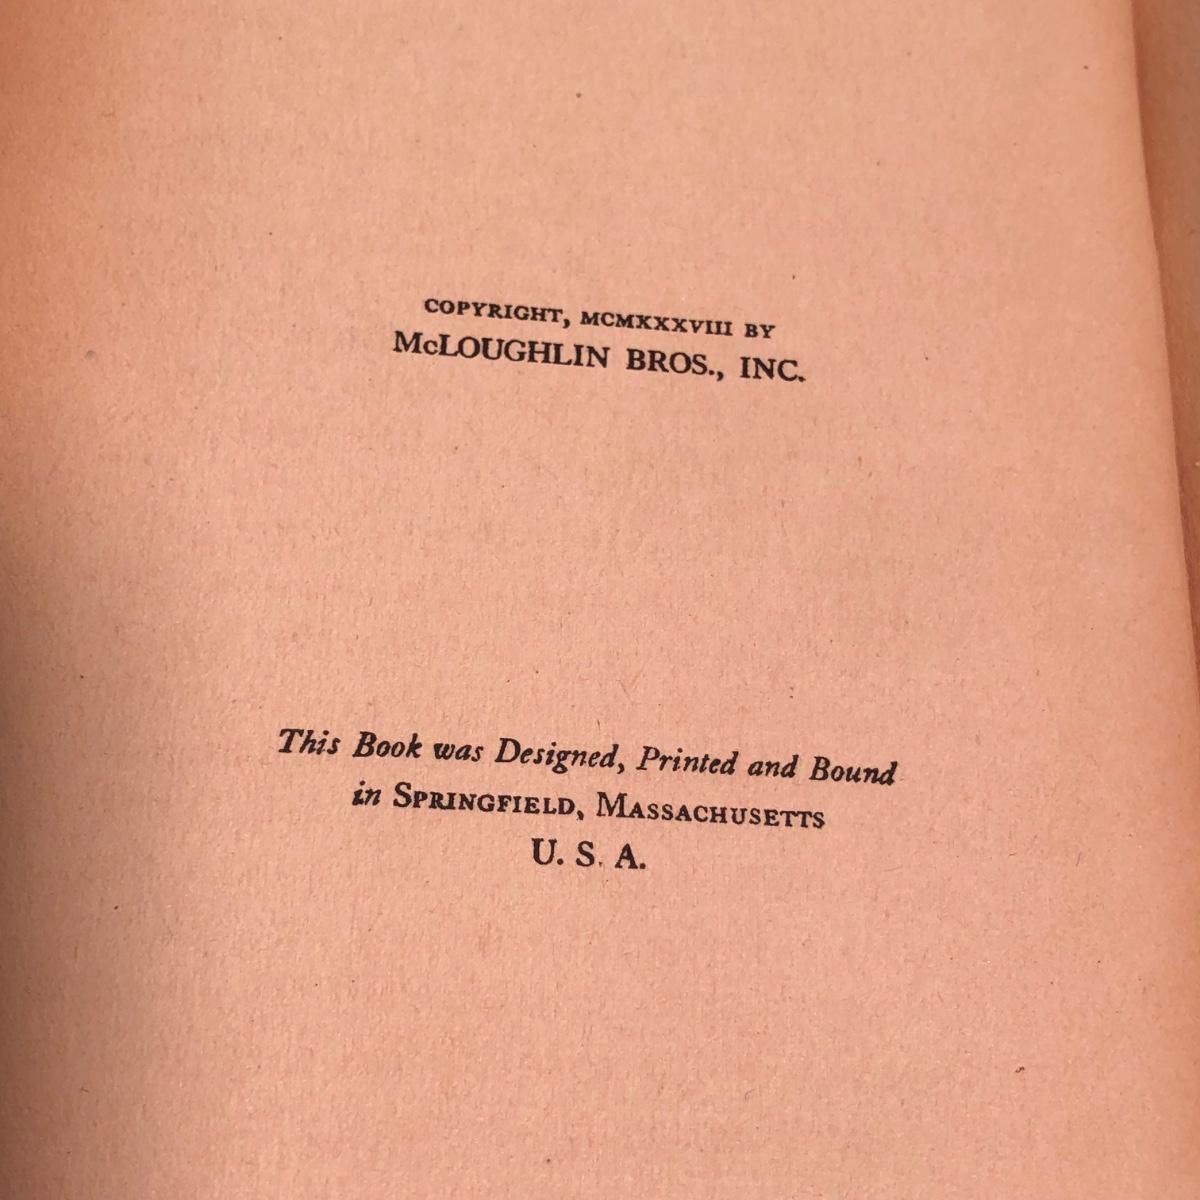 COPYRIGHT, MCMXXXVIII BY
McLOUGHLIN BROS., INC.
This Book was Designed, Printed and Bound
in SPRINGFIELD, MASSACHUSETTS
U. S. A.